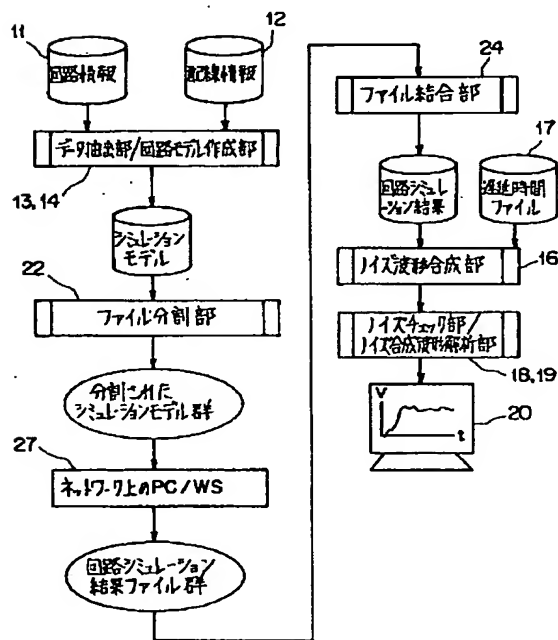 11
回路情報
12
配線情報
データ抽出部/回路モデル作成部
13,14
シミュレーション
モデル
22
ファイル分割部
分割された
シミュレーションモデル群
27
ネットワーク上のPC/WS
回路シミュレーション
結果ファイル群
24
ファイル結合部
17
回路シミュレ
ーション結果
遅延時間
ファイル
ノイズ波形合成部
16
ノイズチェック部/
ノイズ合成波形解析部
18,19
V
t
20